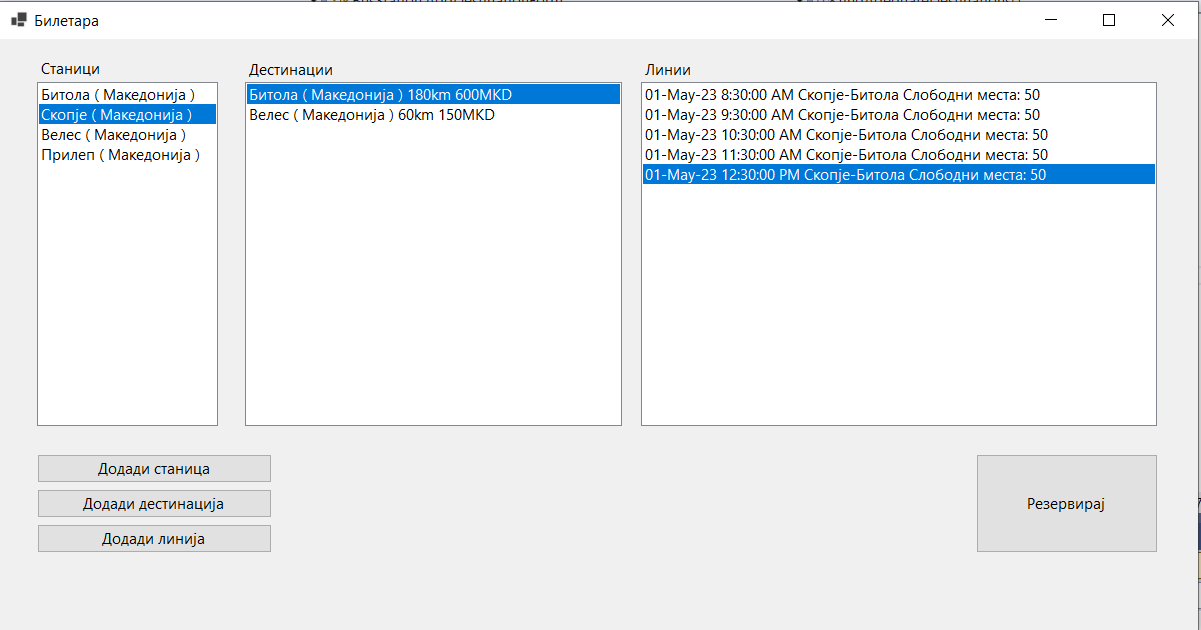 Билетара
Станици
Битола ( Македонија )
Скопје ( Македонија )
Велес ( Македонија )
Прилеп ( Македонија )
Дестинации
Битола ( Македонија ) 180km 600MKD
Велес ( Македонија ) 60km 150MKD
Линии
01-May-23 8:30:00 AM Скопје-Битола Слободни места: 50
01-May-23 9:30:00 AM Скопје-Битола Слободни места: 50
01-May-23 10:30:00 AM Скопје-Битола Слободни места: 50
01-May-23 11:30:00 AM Скопје-Битола Слободни места: 50
01-May-23 12:30:00 PM Скопје-Битола Слободни места: 50
Додади станица
Додади дестинација
Додади линија
Резервирај